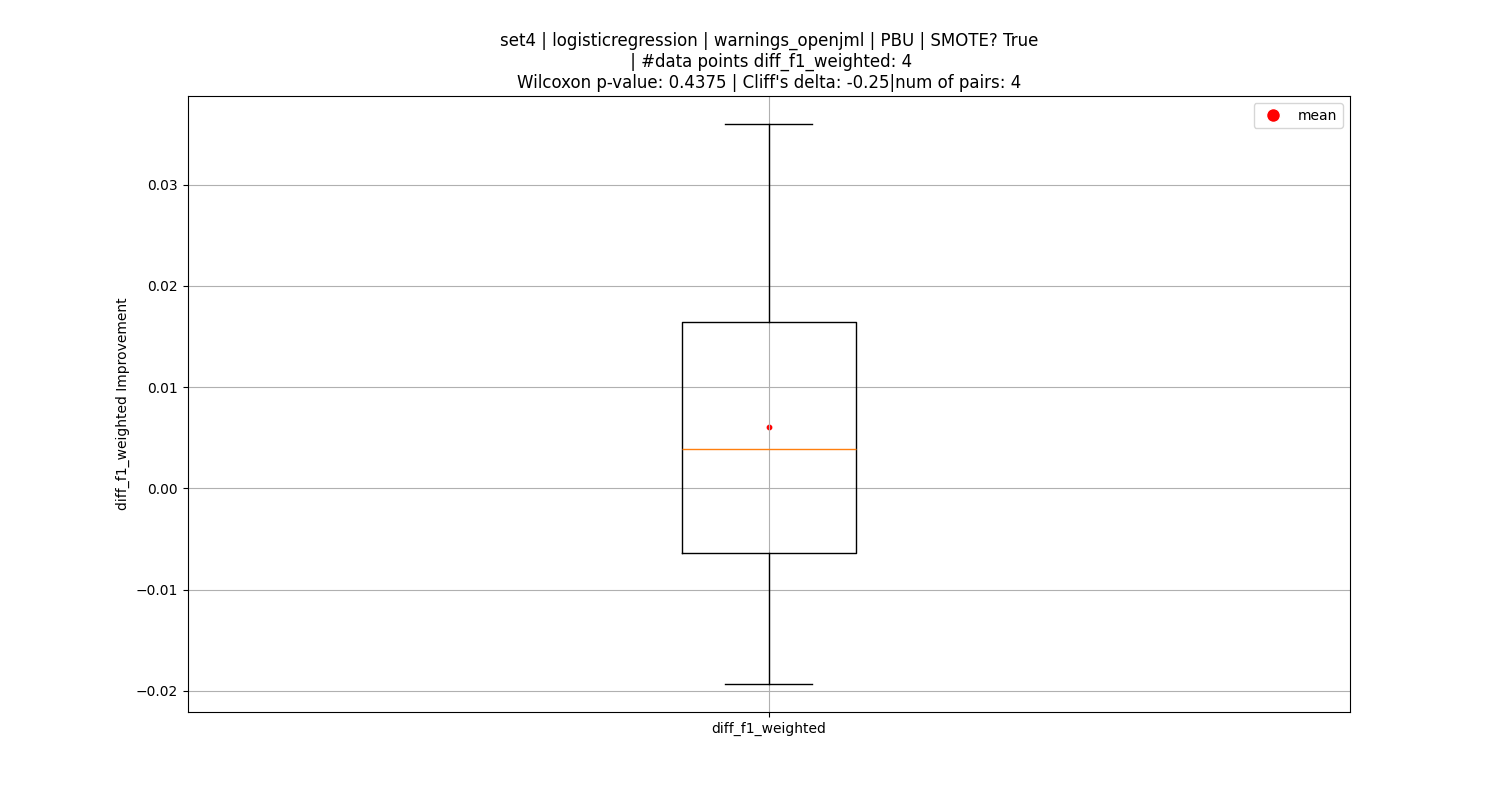 set4 | logisticregression | warnings_openjml | PBU | SMOTE? True
| #data points diff_f1_weighted: 4
Wilcoxon p-value: 0.4375 | Cliff's delta: -0.25|num of pairs: 4
mean
0.03
0.02
0.01
0.00
−0.01
−0.02
diff_f1_weighted Improvement
diff_f1_weighted